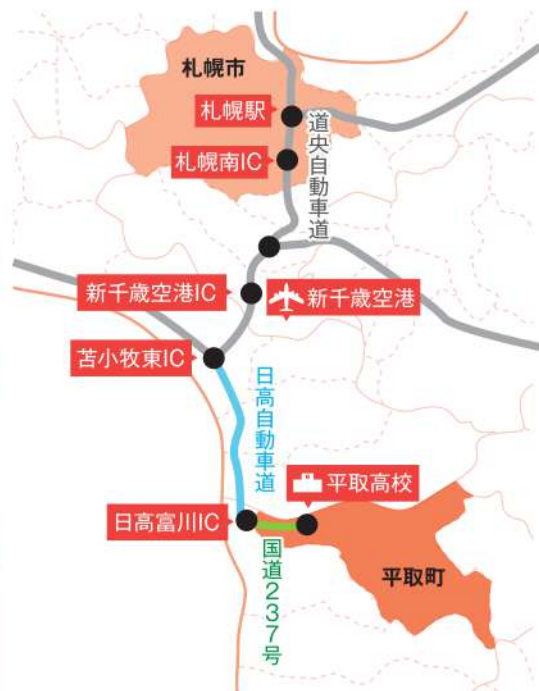 札幌市
札幌駅
札幌南IC
道央自動車道
新千歳空港IC
新千歳空港
苫小牧東IC
日高自動車道
平取高校
日高富川IC
国道237号
平取町